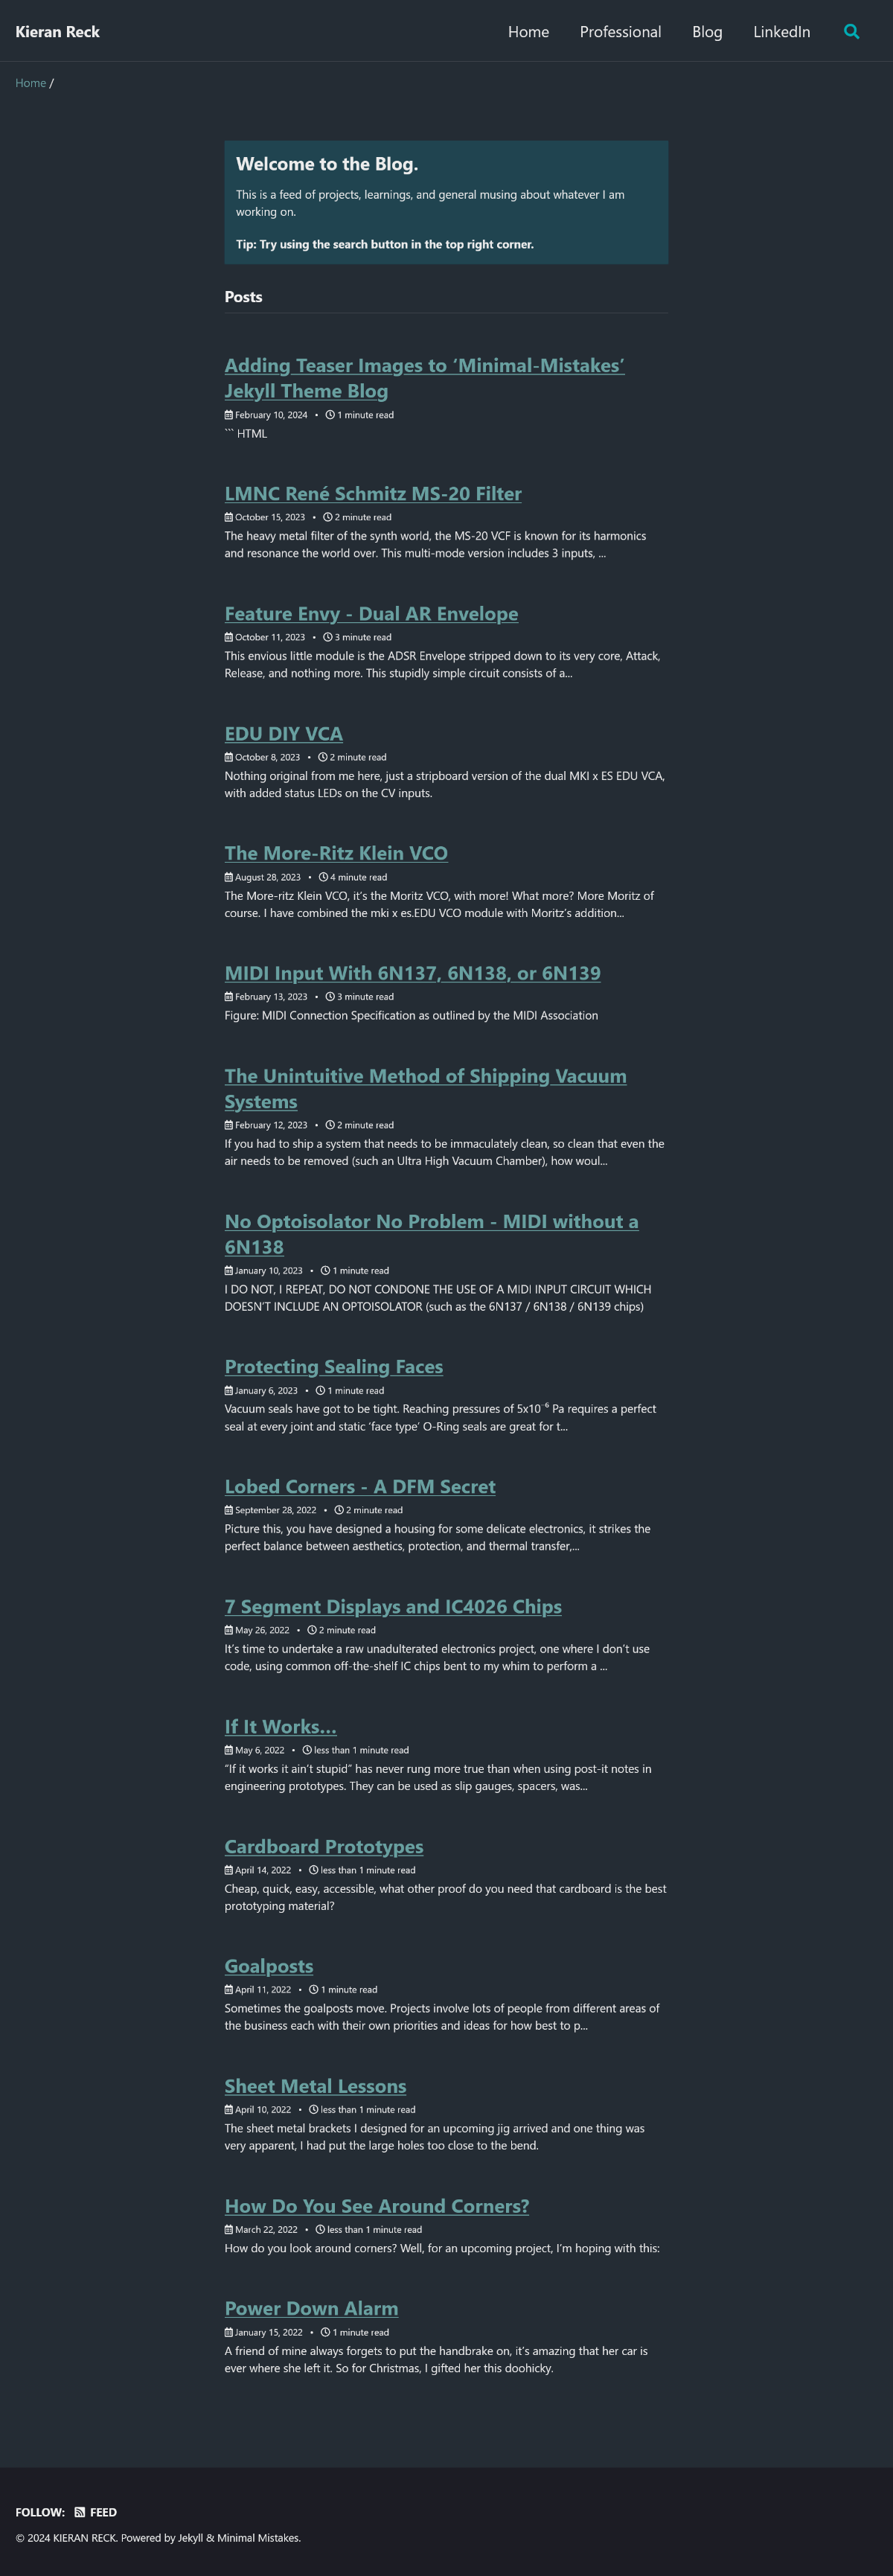 Kieran Reck
Home
Professional
Blog
LinkedIn
Home /
Welcome to the Blog.
This is a feed of projects, learnings, and general musing about whatever I am
working on.
Tip: Try using the search button in the top right corner.
Posts
Adding Teaser Images to ‘Minimal-Mistakes’
Jekyll Theme Blog
February 10, 2024 • 1 minute read
``` HTML
LMNC René Schmitz MS-20 Filter
October 15, 2023 • 2 minute read
The heavy metal filter of the synth world, the MS-20 VCF is known for its harmonics
and resonance the world over. This multi-mode version includes 3 inputs, ...
Feature Envy - Dual AR Envelope
October 11, 2023 • 3 minute read
This envious little module is the ADSR Envelope stripped down to its very core, Attack,
Release, and nothing more. This stupidly simple circuit consists of a...
EDU DIY VCA
October 8, 2023 • 2 minute read
Nothing original from me here, just a stripboard version of the dual MKI x ES EDU VCA,
with added status LEDs on the CV inputs.
The More-Ritz Klein VCO
August 28, 2023 • 4 minute read
The More-ritz Klein VCO, it’s the Moritz VCO, with more! What more? More Moritz of
course. I have combined the mki x es.EDU VCO module with Moritz’s addition...
MIDI Input With 6N137, 6N138, or 6N139
February 13, 2023 • 3 minute read
Figure: MIDI Connection Specification as outlined by the MIDI Association
The Unintuitive Method of Shipping Vacuum
Systems
February 12, 2023 • 2 minute read
If you had to ship a system that needs to be immaculately clean, so clean that even the
air needs to be removed (such an Ultra High Vacuum Chamber), how woul...
No Optoisolator No Problem - MIDI without a
6N138
January 10, 2023 • 1 minute read
I DO NOT, I REPEAT, DO NOT CONDONE THE USE OF A MIDI INPUT CIRCUIT WHICH
DOESN’T INCLUDE AN OPTOISOLATOR (such as the 6N137 / 6N138 / 6N139 chips)
Protecting Sealing Faces
January 6, 2023 • 1 minute read
Vacuum seals have got to be tight. Reaching pressures of 5x10⁻⁶ Pa requires a perfect
seal at every joint and static ‘face type’ O-Ring seals are great for t...
Lobed Corners - A DFM Secret
September 28, 2022 • 2 minute read
Picture this, you have designed a housing for some delicate electronics, it strikes the
perfect balance between aesthetics, protection, and thermal transfer,...
7 Segment Displays and IC4026 Chips
May 26, 2022 • 2 minute read
It’s time to undertake a raw unadulterated electronics project, one where I don’t use
code, using common off-the-shelf IC chips bent to my whim to perform a ...
If It Works…
May 6, 2022 • less than 1 minute read
“If it works it ain’t stupid” has never rung more true than when using post-it notes in
engineering prototypes. They can be used as slip gauges, spacers, was...
Cardboard Prototypes
April 14, 2022 • less than 1 minute read
Cheap, quick, easy, accessible, what other proof do you need that cardboard is the best
prototyping material?
Goalposts
April 11, 2022 • 1 minute read
Sometimes the goalposts move. Projects involve lots of people from different areas of
the business each with their own priorities and ideas for how best to p...
Sheet Metal Lessons
April 10, 2022 • less than 1 minute read
The sheet metal brackets I designed for an upcoming jig arrived and one thing was
very apparent, I had put the large holes too close to the bend.
How Do You See Around Corners?
March 22, 2022 • less than 1 minute read
How do you look around corners? Well, for an upcoming project, I’m hoping with this:
Power Down Alarm
January 15, 2022 • 1 minute read
A friend of mine always forgets to put the handbrake on, it’s amazing that her car is
ever where she left it. So for Christmas, I gifted her this doohicky.
FOLLOW: FEED
© 2024 KIERAN RECK. Powered by Jekyll & Minimal Mistakes.